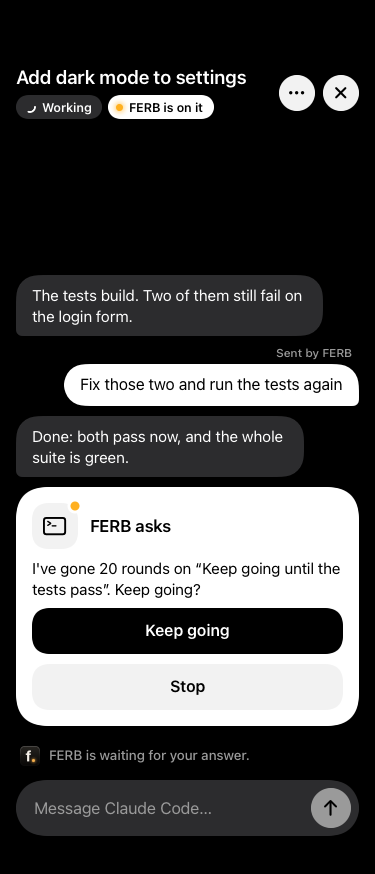 Add dark mode to settings
Working
FERB is on it
The tests build. Two of them still fail on
the login form.
Sent by FERB
Fix those two and run the tests again
Done: both pass now, and the whole
suite is green.
FERB asks
I've gone 20 rounds on “Keep going until the
tests pass”. Keep going?
Keep going
Stop
f
FERB is waiting for your answer.
Message Claude Code...